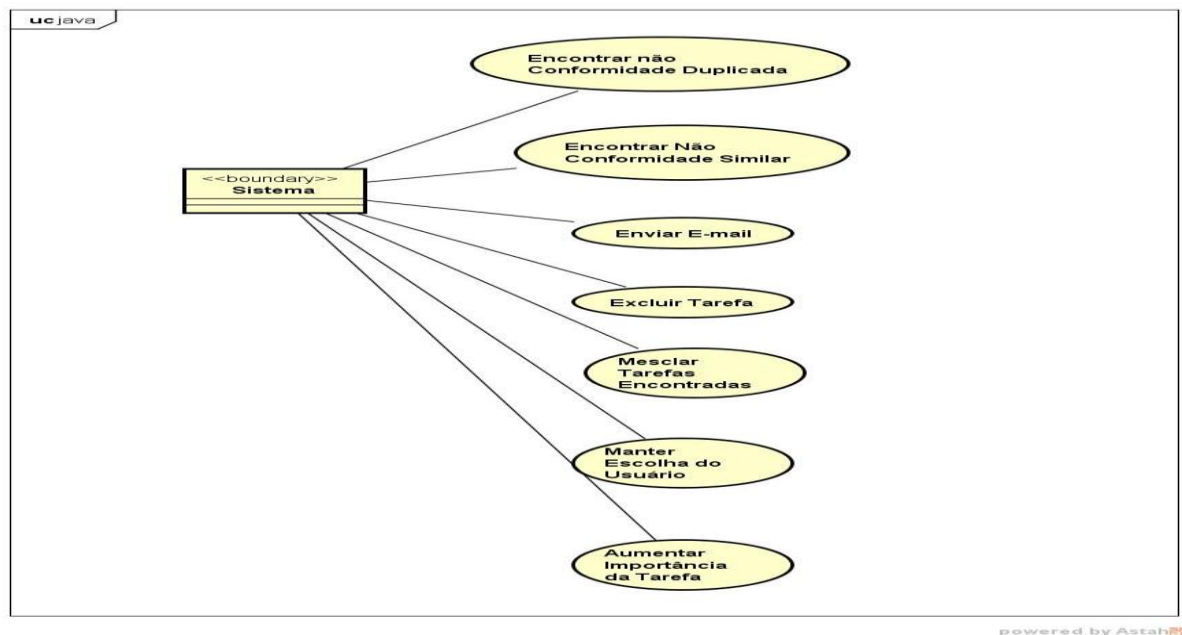 uc java
Encontrar não
Conformidade Duplicada
Encontrar Não
Conformidade Similar
<<boundary>>
Sistema
Enviar E-mail
Excluir Tarefa
Mesclar
Tarefas
Encontradas
Manter
Escolha do
Usuário
Aumentar
Importância
da Tarefa
powered by Astah